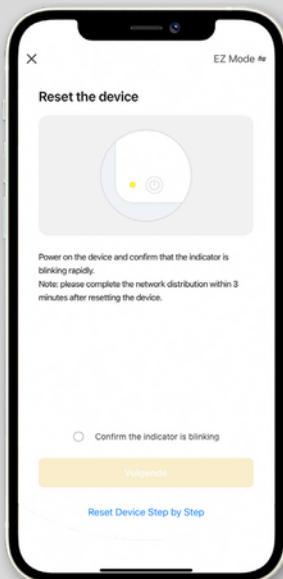 EZ Mode ⇋
Reset the device
Power on the device and confirm that the indicator is
blinking rapidly.
Note: please complete the network distribution within 3
minutes after resetting the device.
Confirm the indicator is blinking
Volgende
Reset Device Step by Step